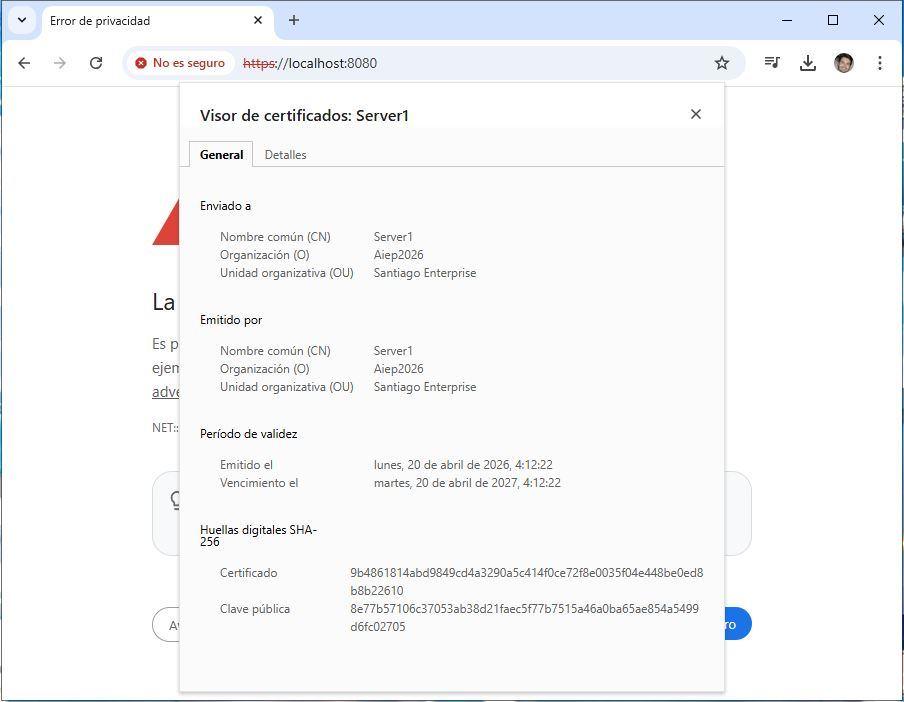 Error de privacidad
No es seguro https://localhost:8080
Visor de certificados: Server1
General Detalles
Enviado a
Nombre común (CN) Server1
Organización (O) Aiep2026
Unidad organizativa (OU) Santiago Enterprise
Emitido por
Nombre común (CN) Server1
Organización (O) Aiep2026
Unidad organizativa (OU) Santiago Enterprise
Período de validez
Emitido el lunes, 20 de abril de 2026, 4:12:22
Vencimiento el martes, 20 de abril de 2027, 4:12:22
Huellas digitales SHA-
256
Certificado 9b4861814abd9849cd4a3290a5c414f0ce72f8e0035f04e448be0ed8
b8b22610
Clave pública 8e77b57106c37053ab38d21faec5f77b7515a46a0ba65ae854a5499
d6fc02705
La
Es p
ejem
adve
NET::
A
ro